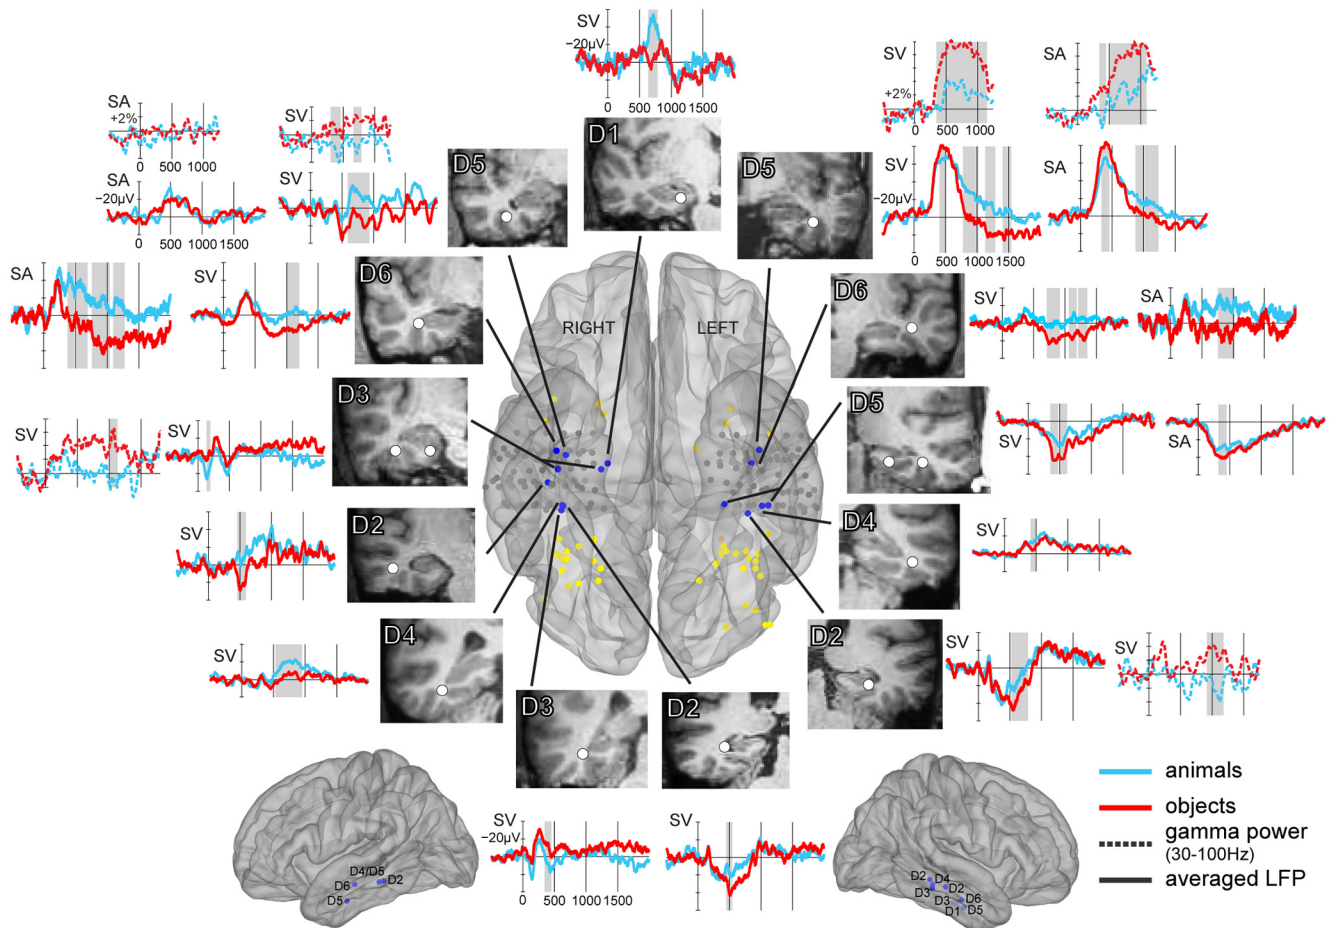 SV
−20µV
0 500 1000 1500
SA
+2%
0 500 1000
SV
SV
+2%
0 500 1000
SA
D5
D1
D5
SA
−20µV
0 500 1000 1500
SV
SV
−20µV
0 500 1000 1500
SA
SA
SV
D6
RIGHT
LEFT
D6
SV
SA
SV
D3
D5
SV
SA
SV
D2
D4
SV
SV
D4
D3
D2
D2
SV
animals
objects
gamma power
(30-100Hz)
averaged LFP
SV
−20µV
0 500 1000 1500
SV
D4/D5
D6
D2
D5
D2
D4
D2
D3
D3
D6
D1
D5